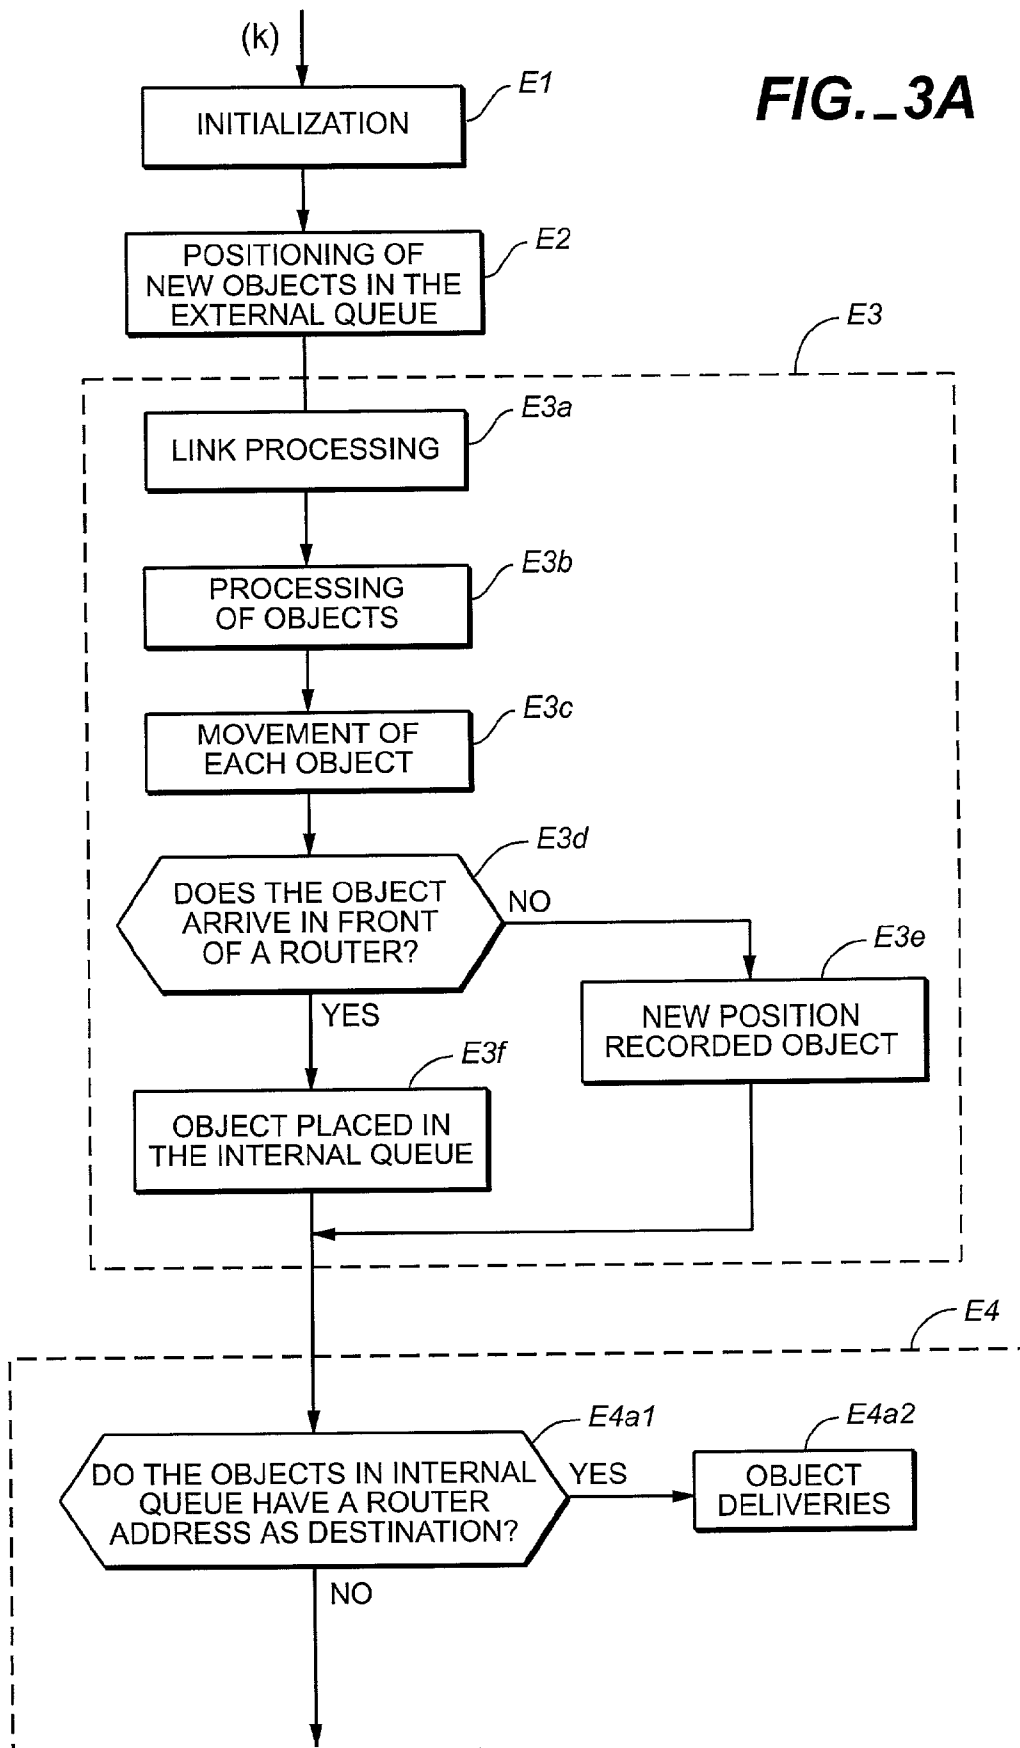 (k)
E1
FIG._3A
INITIALIZATION
E2
POSITIONING OF
NEW OBJECTS IN THE
EXTERNAL QUEUE
E3
E3a
LINK PROCESSING
E3b
PROCESSING
OF OBJECTS
E3c
MOVEMENT OF
EACH OBJECT
E3d
DOES THE OBJECT
ARRIVE IN FRONT
OF A ROUTER?
NO
E3e
NEW POSITION
RECORDED OBJECT
YES
E3f
OBJECT PLACED IN
THE INTERNAL QUEUE
E4
E4a1
DO THE OBJECTS IN INTERNAL
QUEUE HAVE A ROUTER
ADDRESS AS DESTINATION?
YES
E4a2
OBJECT
DELIVERIES
NO